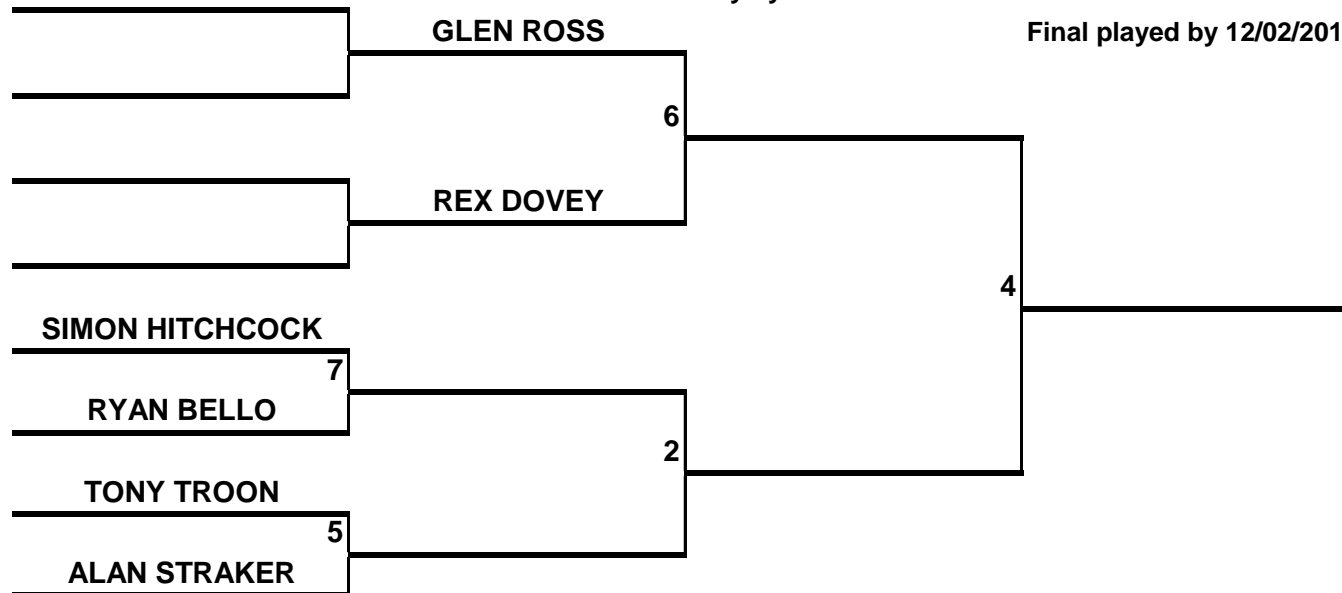 GLEN ROSS
Final played by 12/02/201
6
REX DOVEY
4
SIMON HITCHCOCK
7
RYAN BELLO
2
TONY TROON
5
ALAN STRAKER